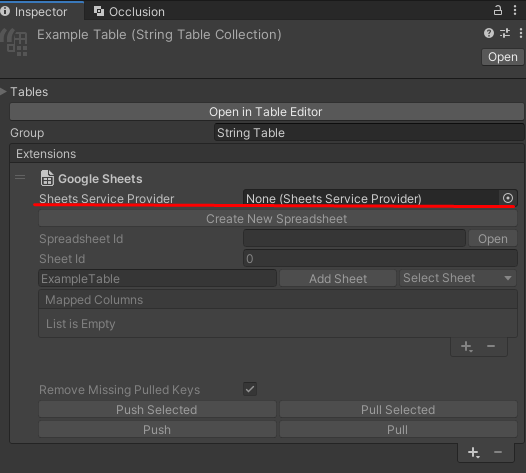 Inspector Occlusion
Example Table (String Table Collection)
Open
Tables
Open in Table Editor
Group String Table
Extensions
Google Sheets
Sheets Service Provider None (Sheets Service Provider)
Create New Spreadsheet
Spreadsheet Id Open
Sheet Id 0
ExampleTable Add Sheet Select Sheet
Mapped Columns
List is Empty
Remove Missing Pulled Keys
Push Selected Pull Selected
Push Pull